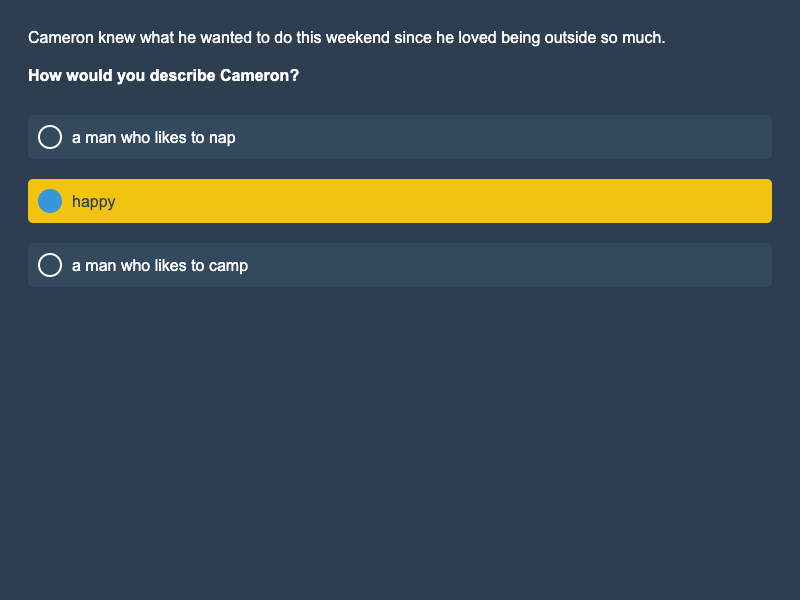 Cameron knew what he wanted to do this weekend since he loved being outside so much.
How would you describe Cameron?
a man who likes to nap
happy
a man who likes to camp